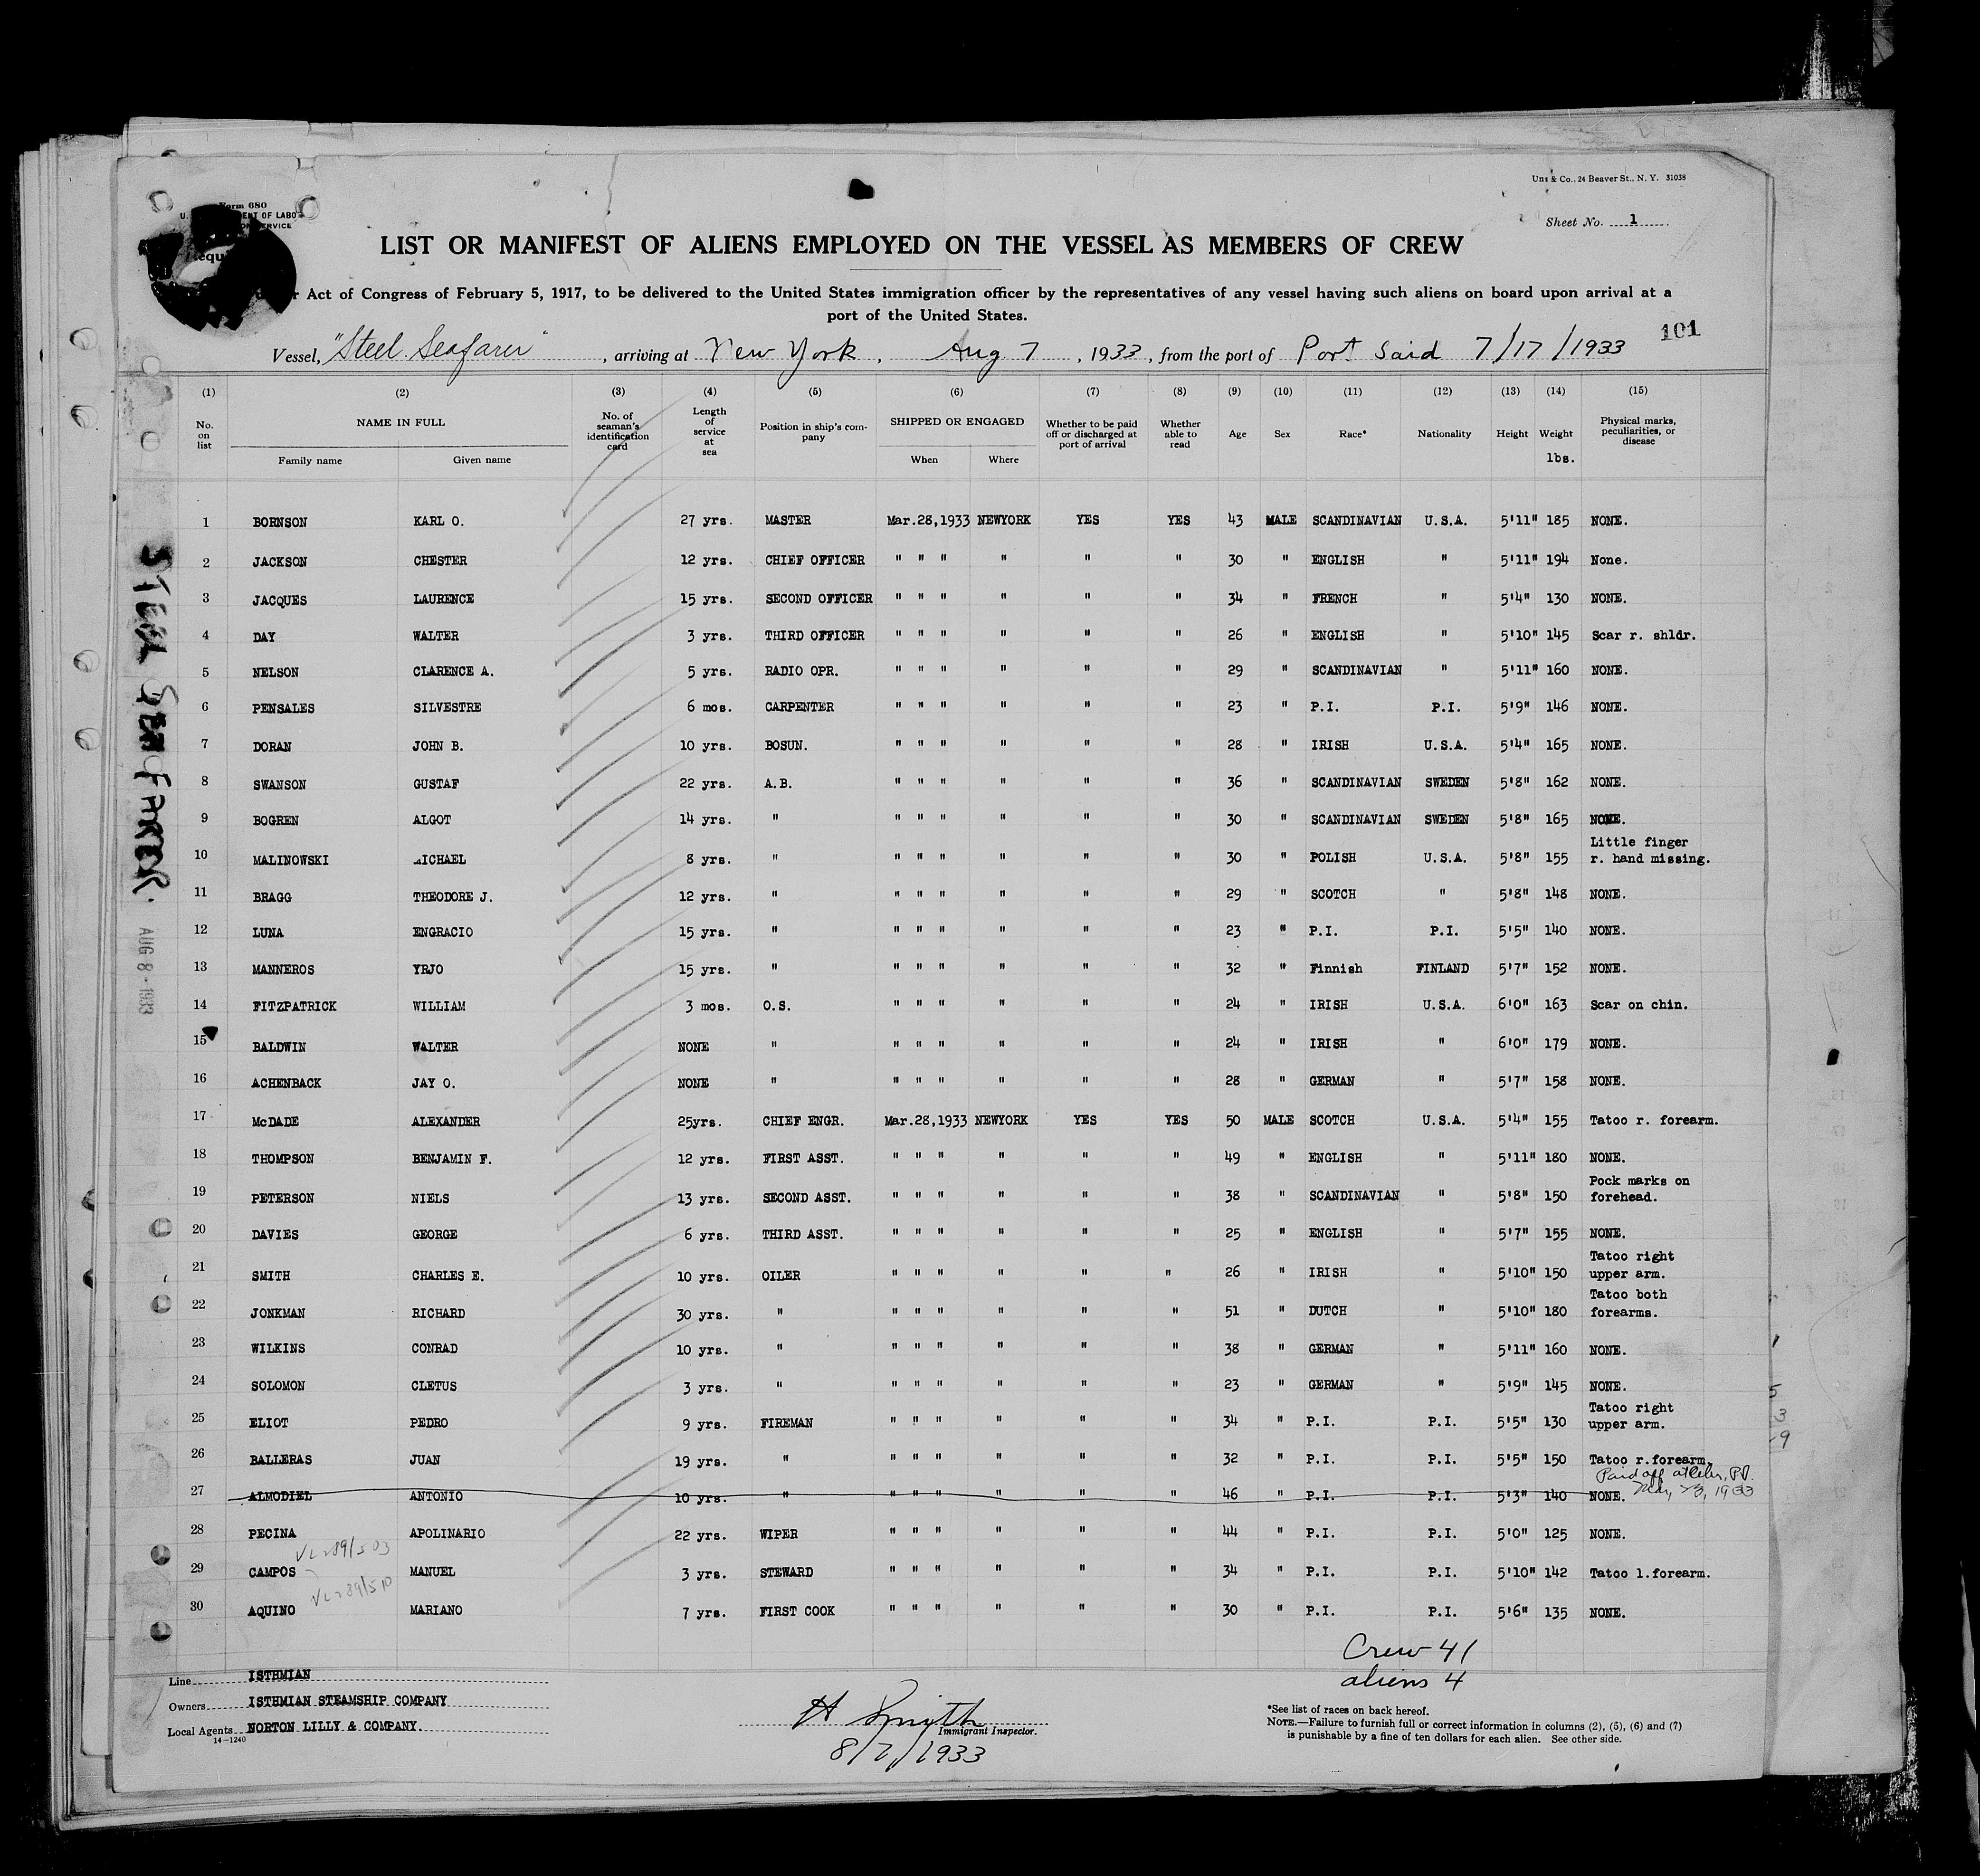 Uns & Co., 24 Beaver St., N. Y. 31038
Form 680
Sheet No. 1
LIST OR MANIFEST OF ALIENS EMPLOYED ON THE VESSEL AS MEMBERS OF CREW
Act of Congress of February 5, 1917, to be delivered to the United States immigration officer by the representatives of any vessel having such aliens on board upon arrival at a
port of the United States.
101
Vessel, "Steel Seafarer", arriving at New York, Aug 7, 1933, from the port of Port Said 7/17/1933
(1) (2) (3) (4) (5) (6) (7) (8) (9) (10) (11) (12) (13) (14) (15)
No. on list NAME IN FULL Family name Given name No. of seaman's identification card Length of service at sea Position in ship's company SHIPPED OR ENGAGED When Where Whether to be paid off or discharged at port of arrival Whether able to read Age Sex Race* Nationality Height Weight lbs. Physical marks, peculiarities, or disease
1 BORNSON KARL O. 27 yrs. MASTER Mar.28,1933 NEWYORK YES YES 43 MALE SCANDINAVIAN U.S.A. 5'11" 185 NONE.
2 JACKSON CHESTER 12 yrs. CHIEF OFFICER " " " " " " 30 " ENGLISH " 5'11" 194 None.
3 JACQUES LAURENCE 15 yrs. SECOND OFFICER " " " " " " 34 " FRENCH " 5'4" 130 NONE.
4 DAY WALTER 3 yrs. THIRD OFFICER " " " " " " 26 " ENGLISH " 5'10" 145 Scar r. shldr.
5 NELSON CLARENCE A. 5 yrs. RADIO OPR. " " " " " " 29 " SCANDINAVIAN " 5'11" 160 NONE.
6 PENSALES SILVESTRE 6 mos. CARPENTER " " " " " " 23 " P.I. P.I. 5'9" 146 NONE.
7 DORAN JOHN B. 10 yrs. BOSUN. " " " " " " 28 " IRISH U.S.A. 5'4" 165 NONE.
8 SWANSON GUSTAF 22 yrs. A.B. " " " " " " 36 " SCANDINAVIAN SWEDEN 5'8" 162 NONE.
9 BOGREN ALGOT 14 yrs. " " " " " " " 30 " SCANDINAVIAN SWEDEN 5'8" 165 NONE.
10 MALINOWSKI MICHAEL 8 yrs. " " " " " " " 30 " POLISH U.S.A. 5'8" 155 Little finger r. hand missing.
11 BRAGG THEODORE J. 12 yrs. " " " " " " " 29 " SCOTCH " 5'8" 148 NONE.
12 LUNA ENGRACIO 15 yrs. " " " " " " " 23 " P.I. P.I. 5'5" 140 NONE.
13 MANNEROS YRJO 15 yrs. " " " " " " " 32 " Finnish FINLAND 5'7" 152 NONE.
14 FITZPATRICK WILLIAM 3 mos. O.S. " " " " " " 24 " IRISH U.S.A. 6'0" 163 Scar on chin.
15 BALDWIN WALTER NONE " " " " " " " 24 " IRISH " 6'0" 179 NONE.
16 ACHENBACK JAY O. NONE " " " " " " " 28 " GERMAN " 5'7" 158 NONE.
17 McDADE ALEXANDER 25yrs. CHIEF ENGR. Mar.28,1933 NEWYORK YES YES 50 MALE SCOTCH U.S.A. 5'4" 155 Tatoo r. forearm.
18 THOMPSON BENJAMIN F. 12 yrs. FIRST ASST. " " " " " " 49 " ENGLISH " 5'11" 180 NONE.
19 PETERSON NIELS 13 yrs. SECOND ASST. " " " " " " 38 " SCANDINAVIAN " 5'8" 150 Pock marks on forehead.
20 DAVIES GEORGE 6 yrs. THIRD ASST. " " " " " " 25 " ENGLISH " 5'7" 155 NONE.
21 SMITH CHARLES E. 10 yrs. OILER " " " " " " 26 " IRISH " 5'10" 150 Tatoo right upper arm.
22 JONKMAN RICHARD 30 yrs. " " " " " " " 51 " DUTCH " 5'10" 180 Tatoo both forearms.
23 WILKINS CONRAD 10 yrs. " " " " " " " 38 " GERMAN " 5'11" 160 NONE.
24 SOLOMON CLETUS 3 yrs. " " " " " " " 23 " GERMAN " 5'9" 145 NONE.
25 ELIOT PEDRO 9 yrs. FIREMAN " " " " " " 34 " P.I. P.I. 5'5" 130 Tatoo right upper arm.
26 BALLERAS JUAN 19 yrs. " " " " " " " 32 " P.I. P.I. 5'5" 150 Tatoo r.forearm.
27 ALMODIEL ANTONIO 10 yrs. " " " " " " " 46 " P.I. P.I. 5'3" 140 NONE. Paid off at Cebu, P.I. May 23, 1933
28 PECINA APOLINARIO 22 yrs. WIPER " " " " " " 44 " P.I. P.I. 5'0" 125 NONE.
29 CAMPOS MANUEL 3 yrs. STEWARD " " " " " " 34 " P.I. P.I. 5'10" 142 Tatoo l.forearm.
30 AQUINO MARIANO 7 yrs. FIRST COOK " " " " " " 30 " P.I. P.I. 5'6" 135 NONE.
Crew 41
aliens 4
Line ISTHMIAN
Owners ISTHMIAN STEAMSHIP COMPANY
Local Agents NORTON LILLY & COMPANY.
14-1240
H Smith
Immigrant Inspector.
8/7/1933
*See list of races on back hereof.
NOTE.—Failure to furnish full or correct information in columns (2), (5), (6) and (7)
is punishable by a fine of ten dollars for each alien. See other side.
STEEL SEAFARER.
AUG 8-1933